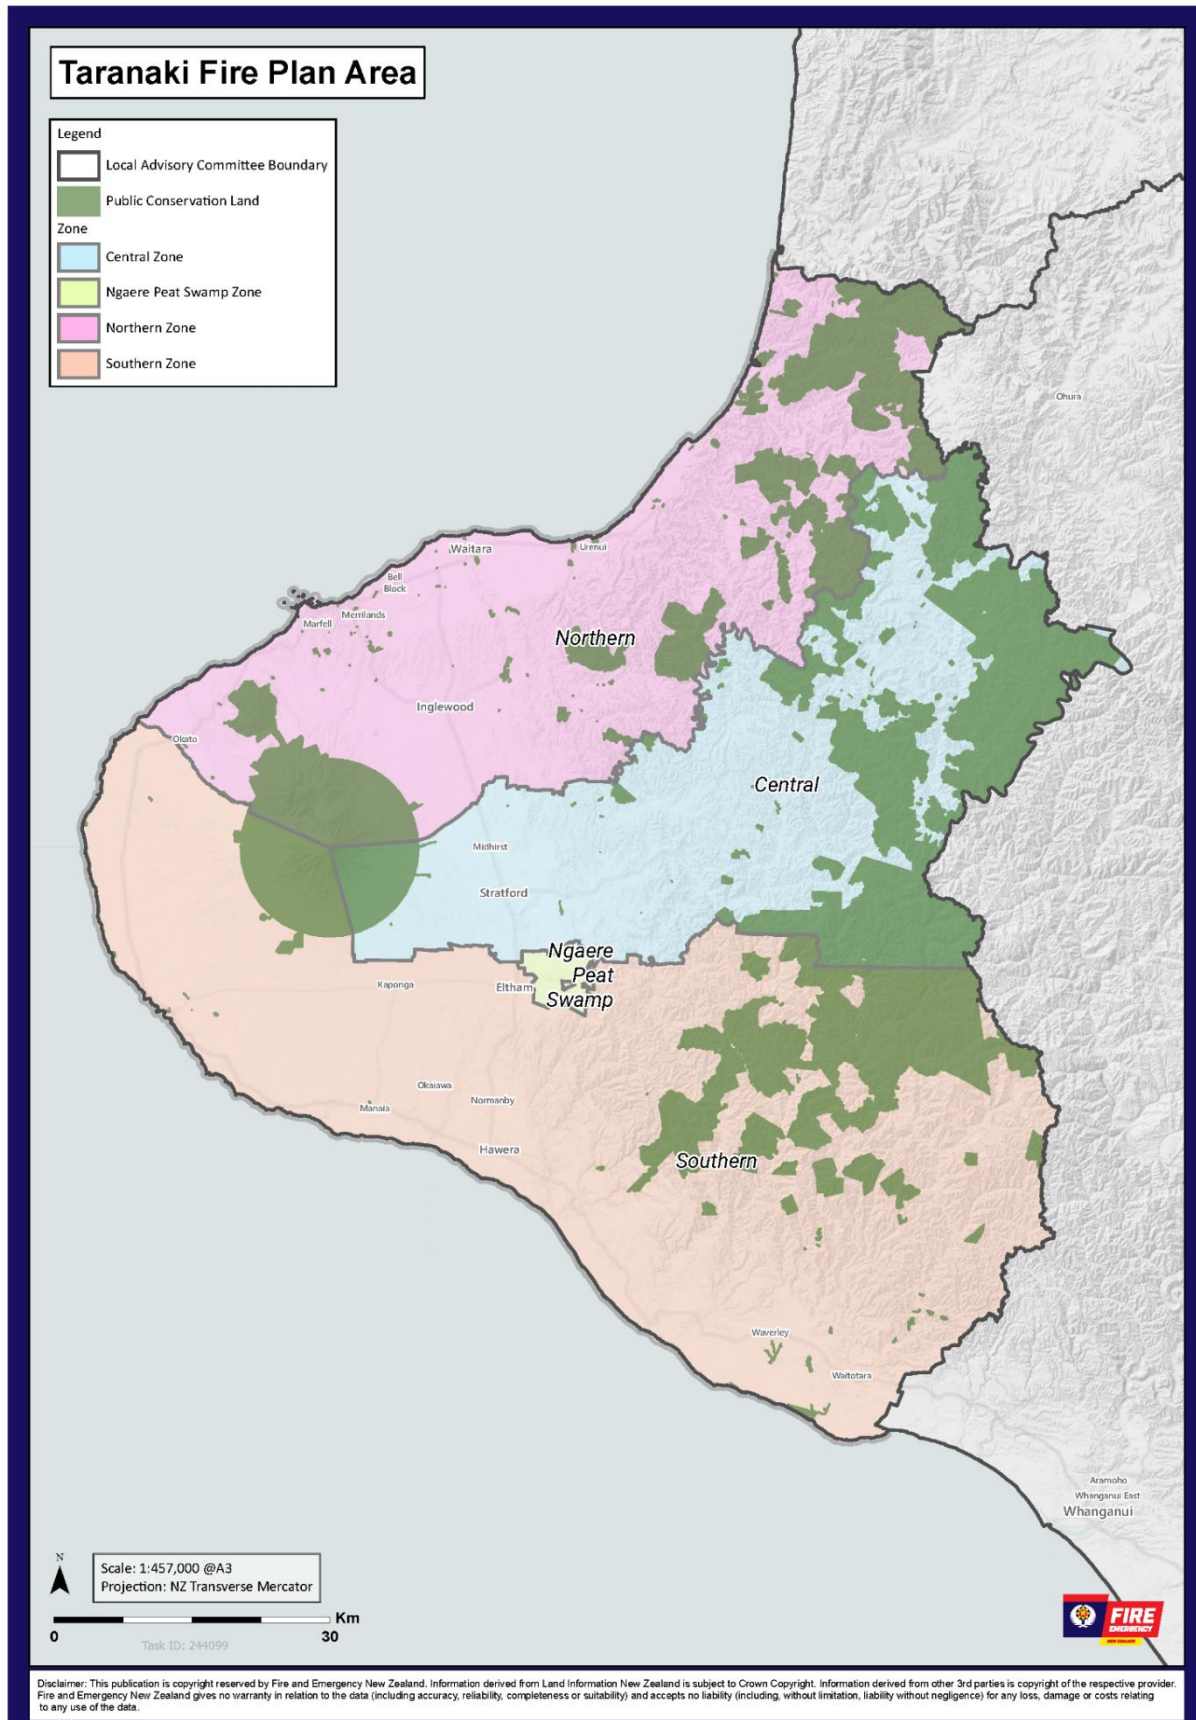 Taranaki Fire Plan Area
Legend
Local Advisory Committee Boundary
Public Conservation Land
Zone
Central Zone
Ngaere Peat Swamp Zone
Northern Zone
Southern Zone
Ohura
Waitara
Urenui
Bell
Block
Merrilands
Marfell
Northern
Inglewood
Okato
Central
Midhirst
Stratford
Ngaere
Peat
Swamp
Kaponga
Eltham
Okaiawa
Normanby
Manaia
Hawera
Southern
Waverley
Waitotara
Aramoho
Whanganui East
Whanganui
N
Scale: 1:457,000 @A3
Projection: NZ Transverse Mercator
Km
0 30
Task ID: 244099
FIRE
EMERGENCY
NEW ZEALAND
Disclaimer: This publication is copyright reserved by Fire and Emergency New Zealand. Information derived from Land Information New Zealand is subject to Crown Copyright. Information derived from other 3rd parties is copyright of the respective provider.
Fire and Emergency New Zealand gives no warranty in relation to the data (including accuracy, reliability, completeness or suitability) and accepts no liability (including, without limitation, liability without negligence) for any loss, damage or costs relating
to any use of the data.